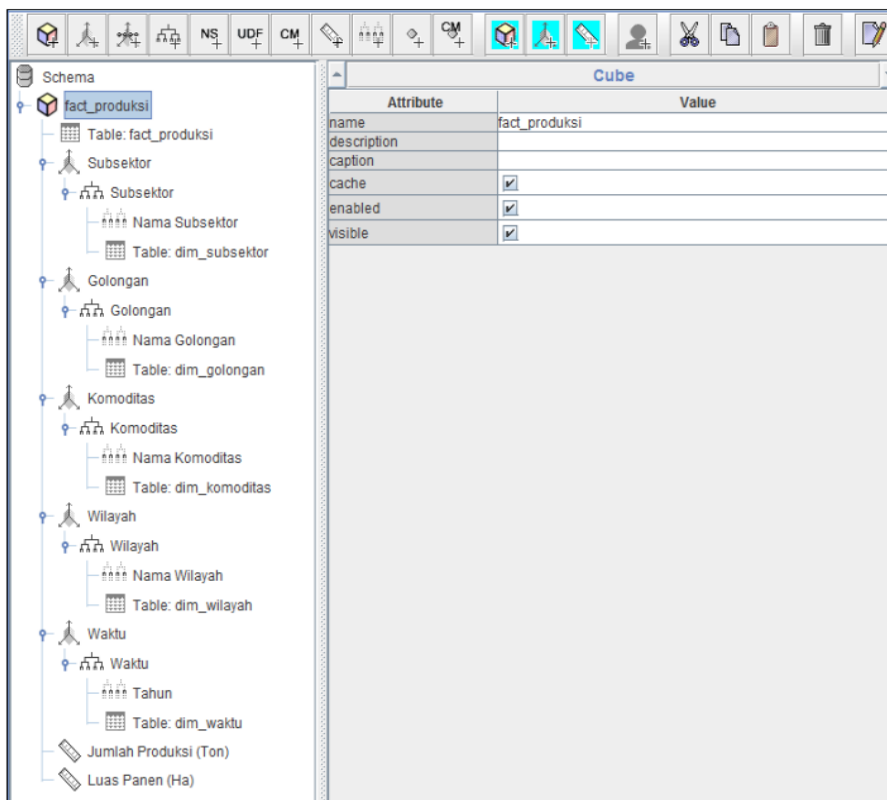 NS UDF CM CM
Schema
fact_produksi
Table: fact_produksi
Subsektor
Subsektor
Nama Subsektor
Table: dim_subsektor
Golongan
Golongan
Nama Golongan
Table: dim_golongan
Komoditas
Komoditas
Nama Komoditas
Table: dim_komoditas
Wilayah
Wilayah
Nama Wilayah
Table: dim_wilayah
Waktu
Waktu
Tahun
Table: dim_waktu
Jumlah Produksi (Ton)
Luas Panen (Ha)
Cube
Attribute Value
name fact_produksi
description
caption
cache
enabled
visible